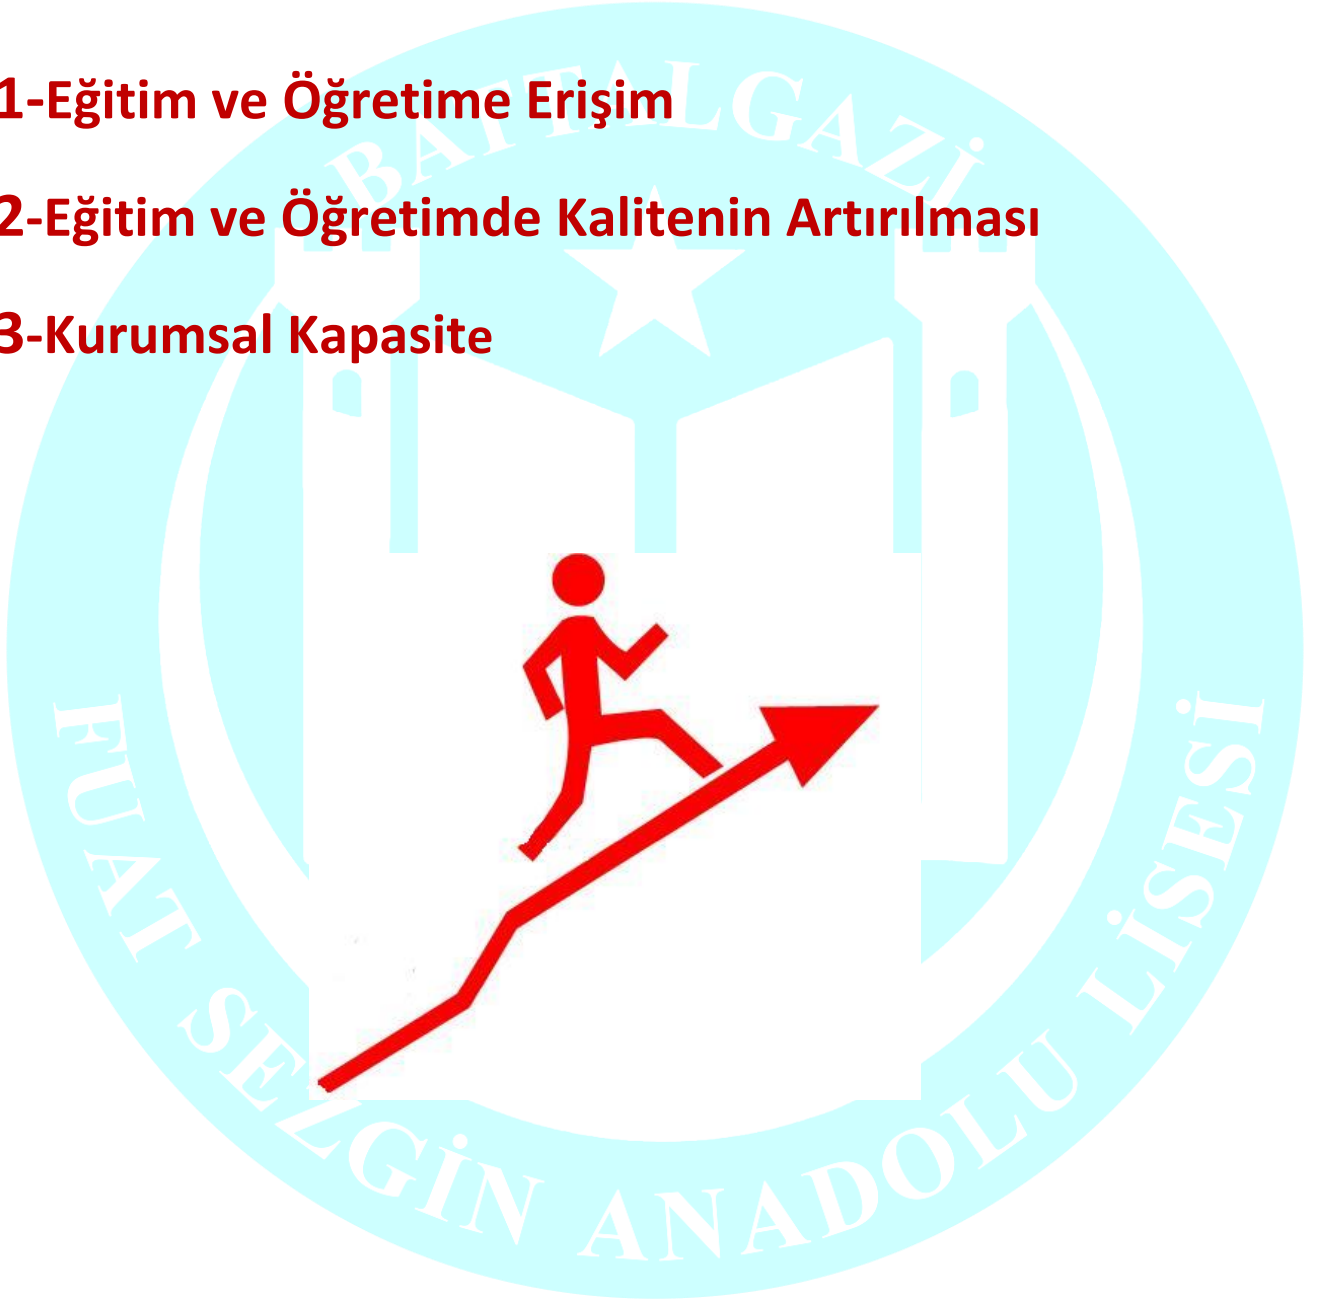 1-Eğitim ve Öğretime Erişim
2-Eğitim ve Öğretimde Kalitenin Artırılması
3-Kurumsal Kapasite
BATTALGAZİ
FUAT SEZGİN ANADOLU LİSESİ